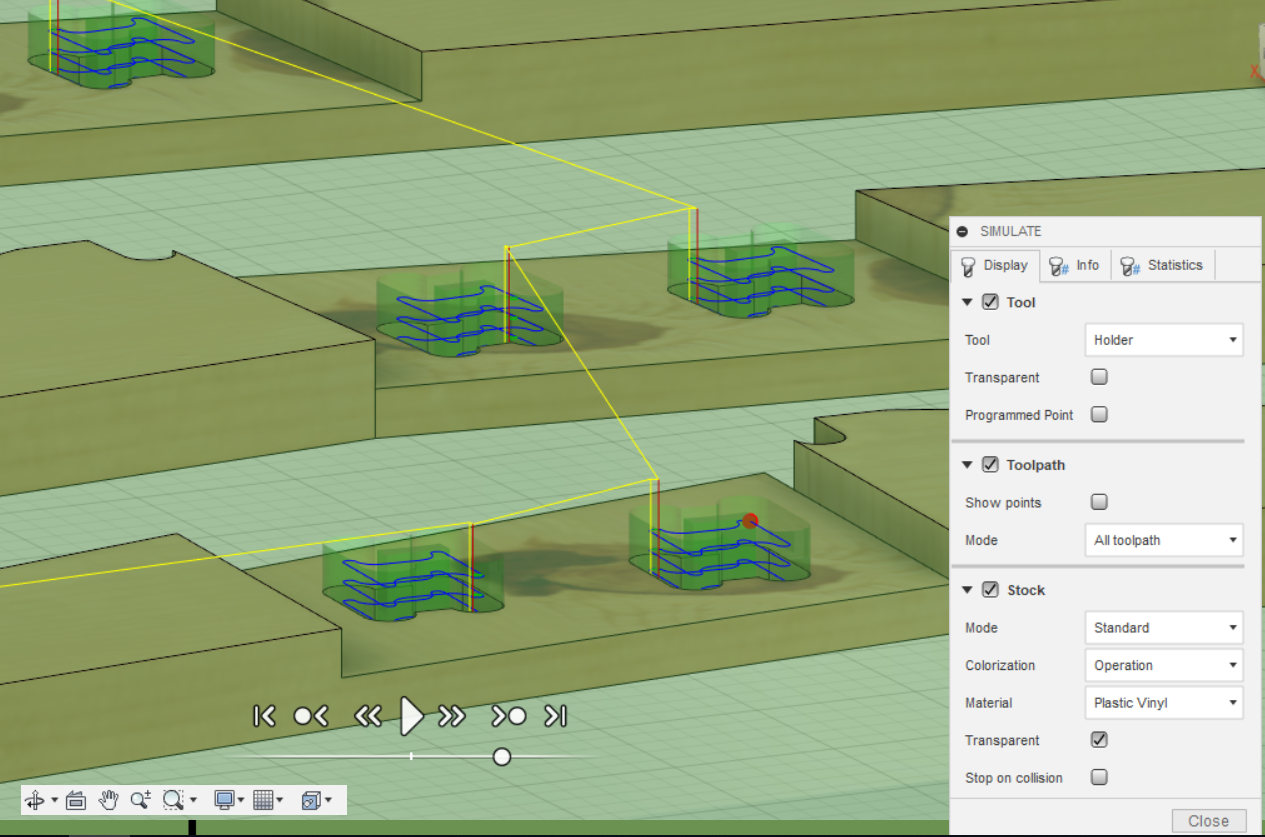 X
SIMULATE
Display Info Statistics
Tool
Tool Holder
Transparent
Programmed Point
Toolpath
Show points
Mode All toolpath
Stock
Mode Standard
Colorization Operation
Material Plastic Vinyl
Transparent
Stop on collision
Close